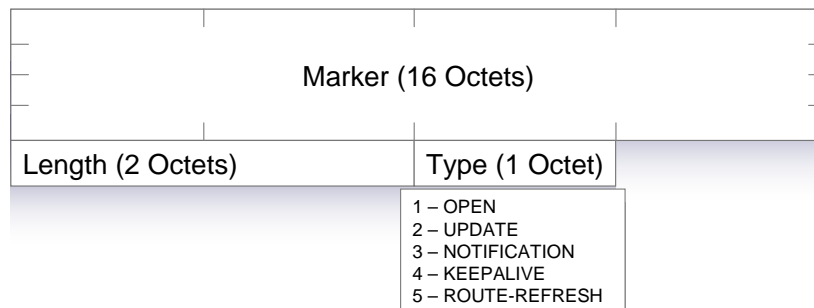 Marker (16 Octets)
Length (2 Octets)
Type (1 Octet)
1 – OPEN
2 – UPDATE
3 – NOTIFICATION
4 – KEEPALIVE
5 – ROUTE-REFRESH